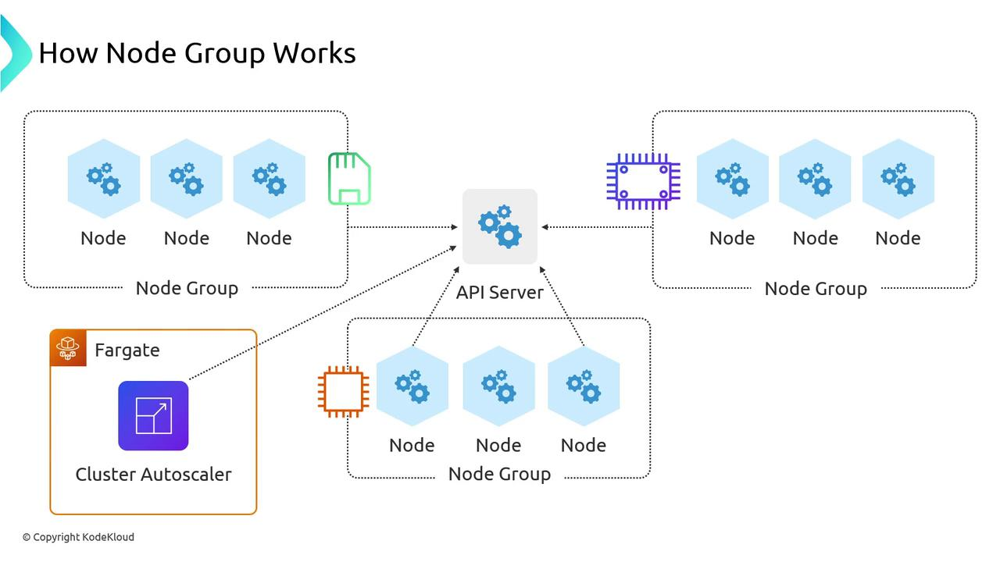 How Node Group Works
Node Node Node
Node Group
Node Node Node
Node Group
API Server
Fargate
Cluster Autoscaler
Node Node Node
Node Group
© Copyright KodeKloud